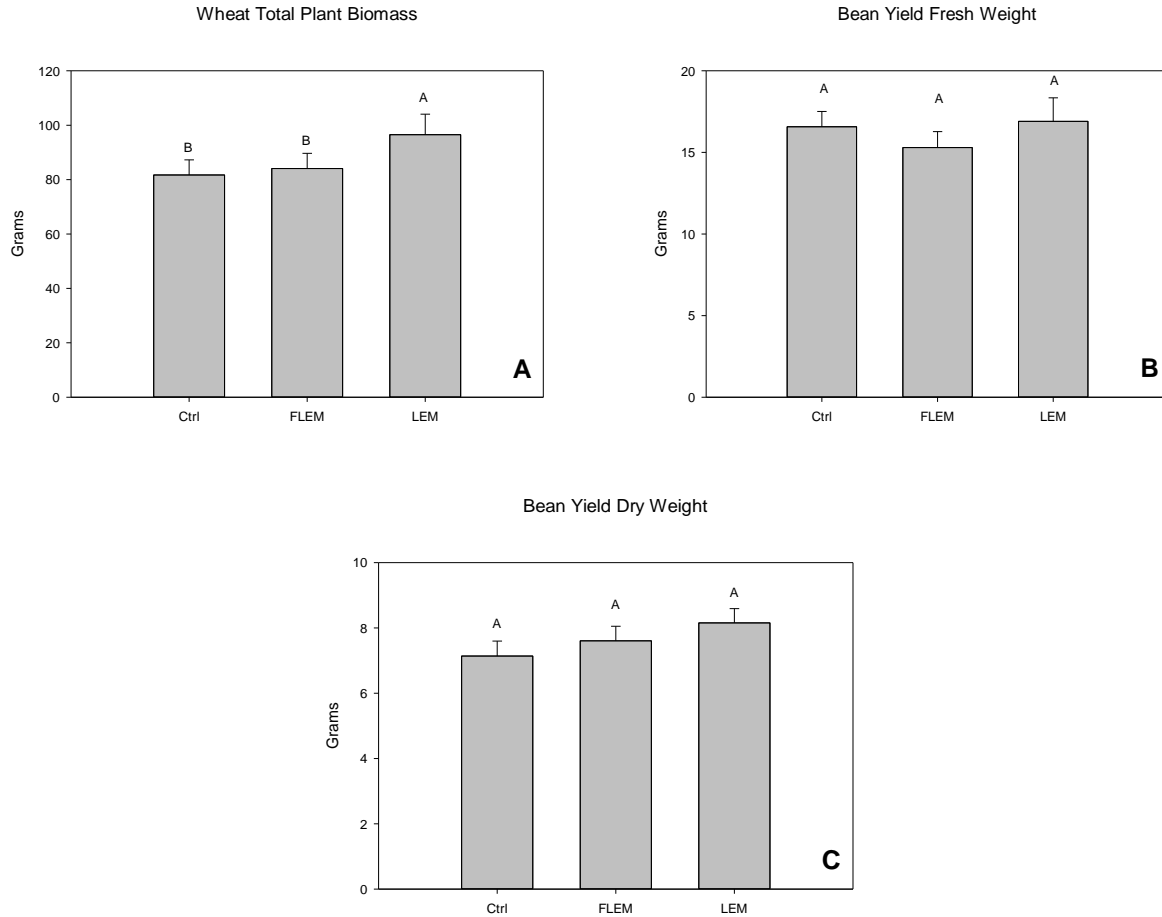 Wheat Total Plant Biomass
120
100
80
60
40
20
0
Grams
B
B
A
Ctrl
FLEM
LEM
A
Bean Yield Fresh Weight
20
15
10
5
0
Grams
A
A
A
Ctrl
FLEM
LEM
B
Bean Yield Dry Weight
10
8
6
4
2
0
Grams
A
A
A
Ctrl
FLEM
LEM
C